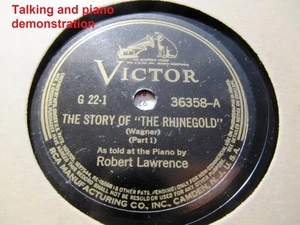 Talking and piano
demonstration
VICTOR
G 22-1
36358-A
THE STORY OF "THE RHINEGOLD"
(Wagner)
(Part 1)
As told at the Piano by
Robert Lawrence
RCA MANUFACTURING CO., INC., CAMDEN, N.J., U.S.A.